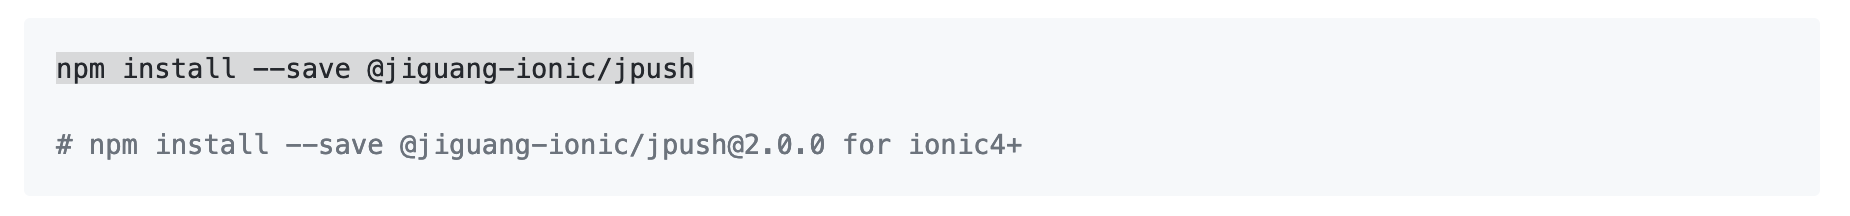 npm install --save @jiguang-ionic/jpush
# npm install --save @jiguang-ionic/jpush@2.0.0 for ionic4+